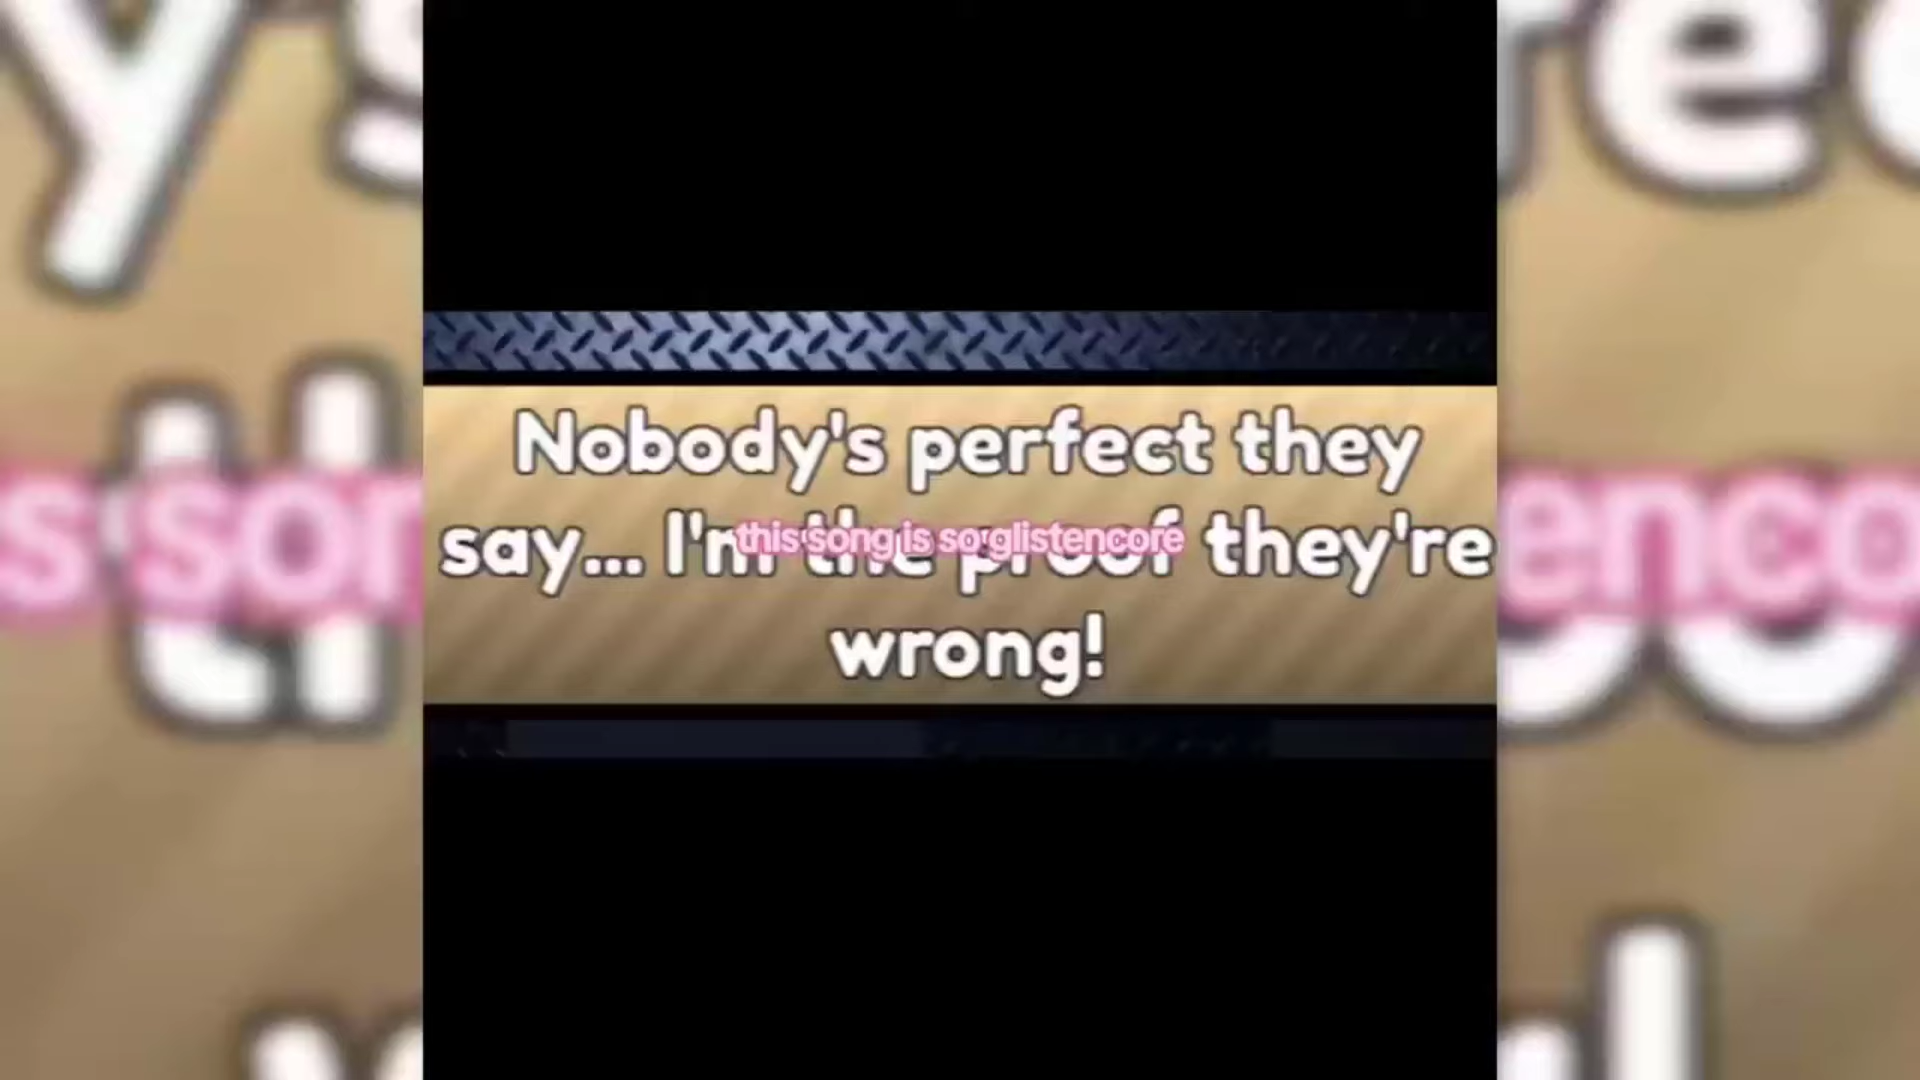 Nobody's perfect they
say... I'm the proof they're
wrong!
this song is so glistencore